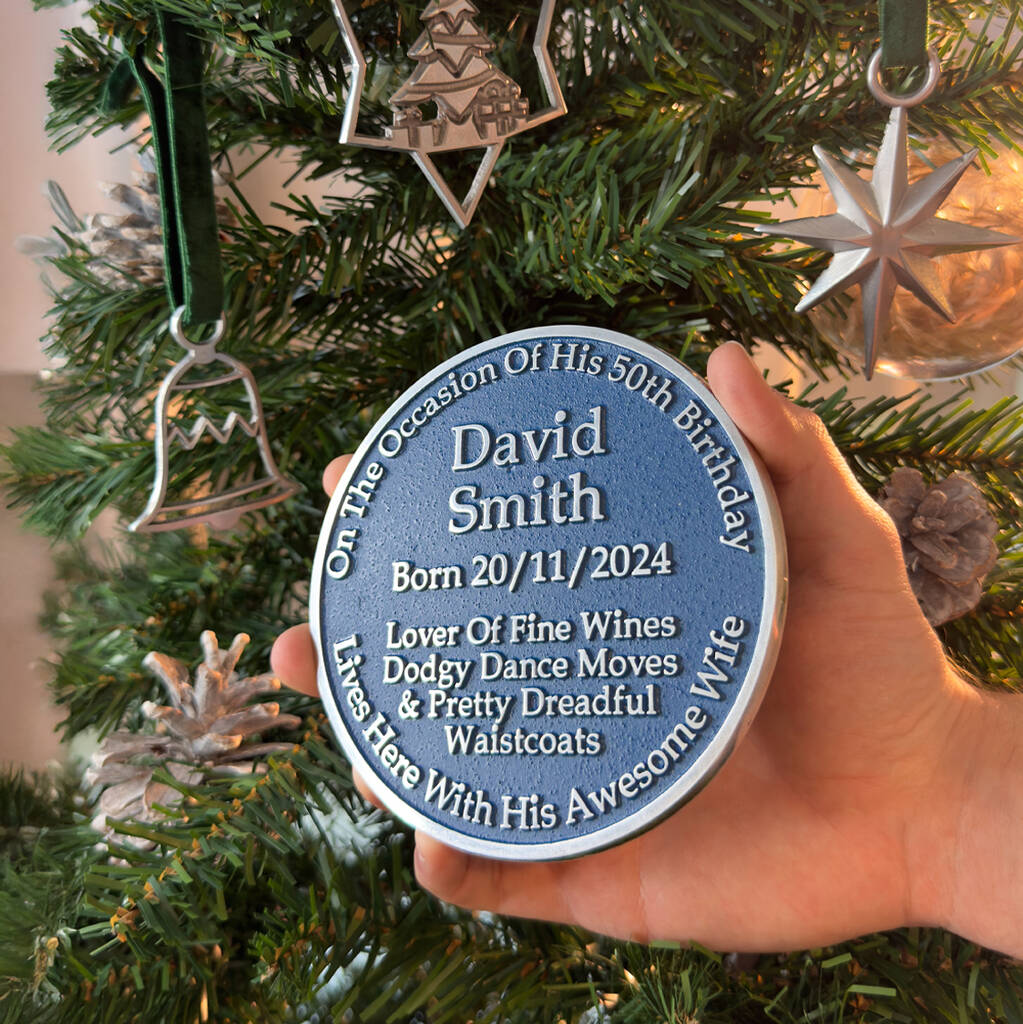 On The Occasion Of His 50th Birthday
David
Smith
Born 20/11/2024
Lover Of Fine Wines
Dodgy Dance Moves
& Pretty Dreadful
Waistcoats
Lives Here With His Awesome Wife